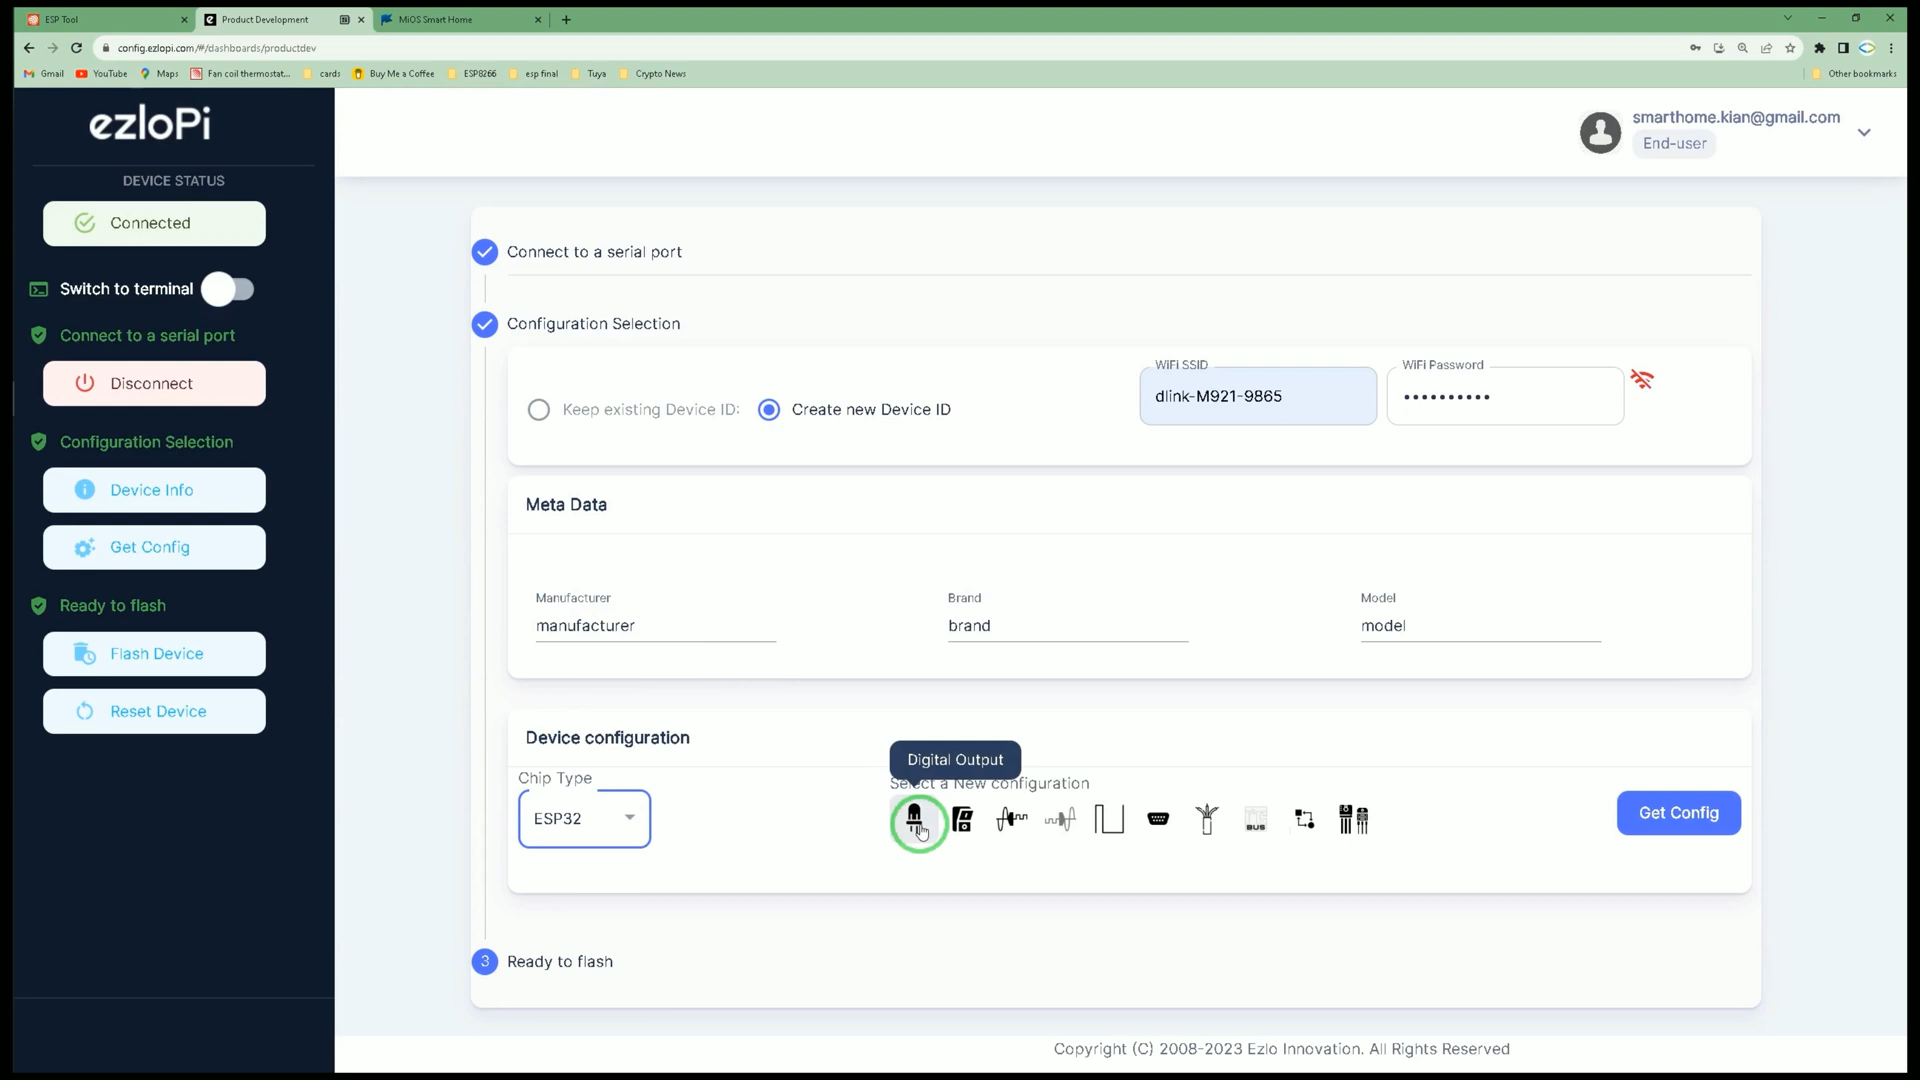 ESP Tool
Product Development
MiOS Smart Home
config.ezlopi.com/#/dashboards/productdev
Gmail
YouTube
Maps
Fan coil thermostat...
cards
Buy Me a Coffee
ESP8266
esp final
Tuya
Crypto News
Other bookmarks
ezloPi
DEVICE STATUS
Connected
Switch to terminal
Connect to a serial port
Disconnect
Configuration Selection
Device Info
Get Config
Ready to flash
Flash Device
Reset Device
smarthome.kian@gmail.com
End-user
Connect to a serial port
Configuration Selection
Keep existing Device ID:
Create new Device ID
WiFi SSID
dlink-M921-9865
WiFi Password
••••••••••
Meta Data
Manufacturer
manufacturer
Brand
brand
Model
model
Device configuration
Chip Type
ESP32
Digital Output
Select a New configuration
BUS
Get Config
3
Ready to flash
Copyright (C) 2008-2023 Ezlo Innovation. All Rights Reserved